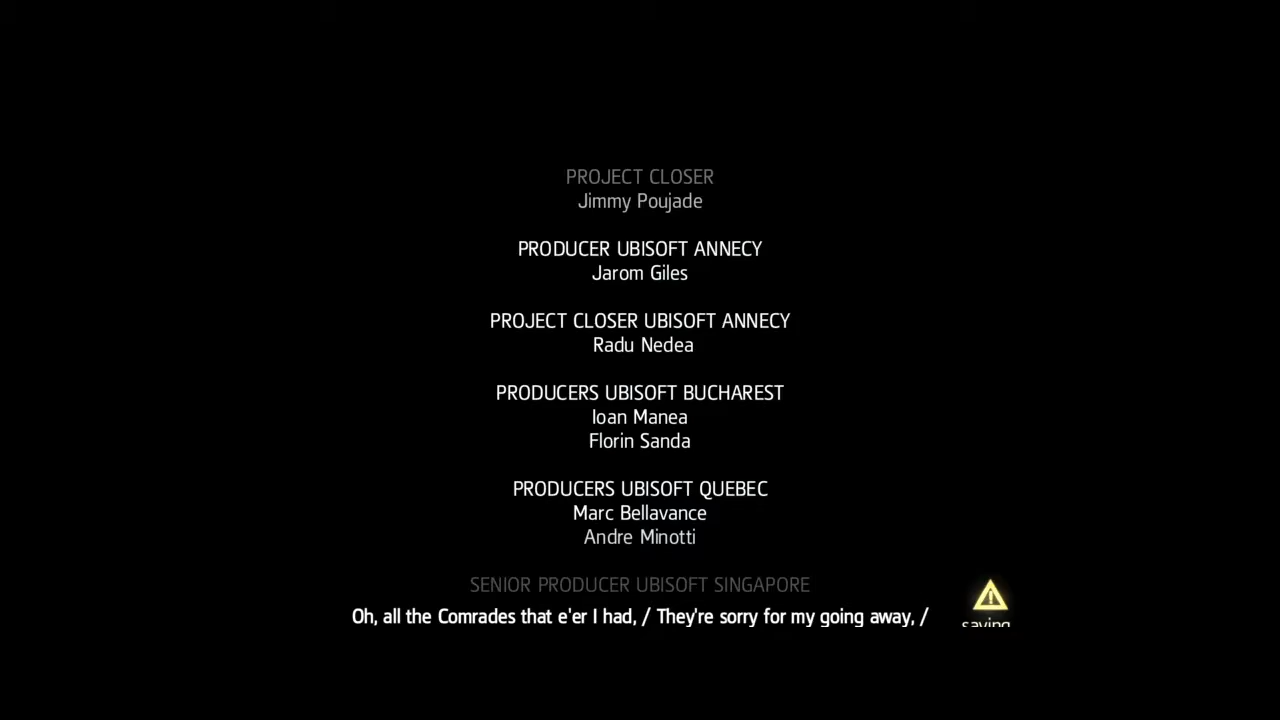 PROJECT CLOSER
Jimmy Poujade
PRODUCER UBISOFT ANNECY
Jarom Giles
PROJECT CLOSER UBISOFT ANNECY
Radu Nedea
PRODUCERS UBISOFT BUCHAREST
Ioan Manea
Florin Sanda
PRODUCERS UBISOFT QUEBEC
Marc Bellavance
Andre Minotti
SENIOR PRODUCER UBISOFT SINGAPORE
Oh, all the Comrades that e'er I had, / They're sorry for my going away, /
saving